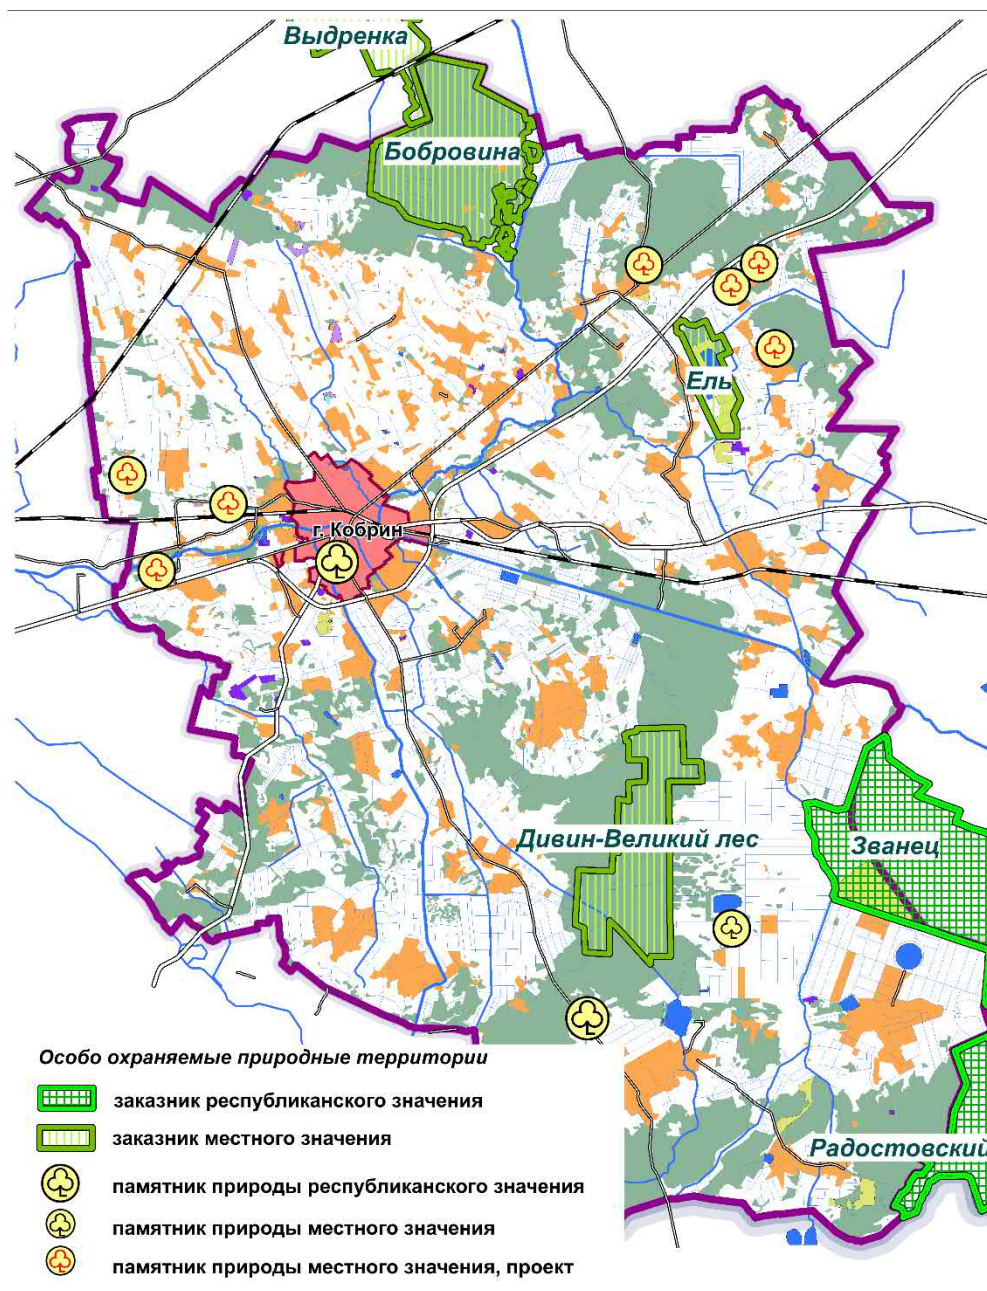 Выдренка
Бобровина
Ель
г. Кобрин
Дивин-Великий лес
Званец
Особо охраняемые природные территории
заказник республиканского значения
заказник местного значения
Радостовский
памятник природы республиканского значения
памятник природы местного значения
памятник природы местного значения, проект